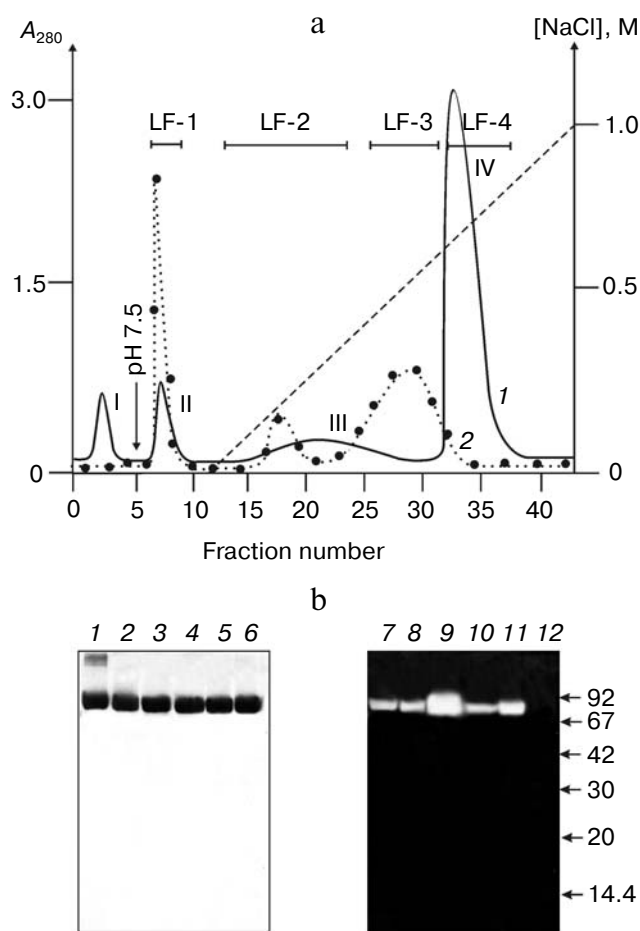 a
A280 [NaCl], M
3.0 LF-1 LF-2 LF-3 LF-4 1.0
IV
1.5 pH 7.5 0.5
I II III 2 1
0 0
0 5 10 15 20 25 30 35 40
Fraction number
b
1 2 3 4 5 6 7 8 9 10 11 12
92
67
42
30
20
14.4